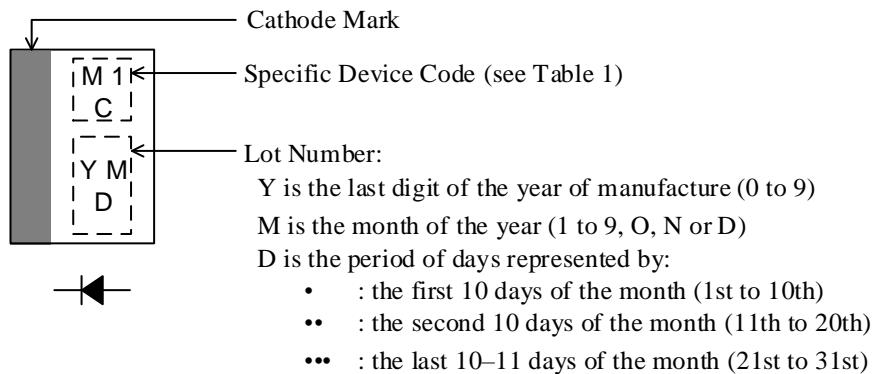 Cathode Mark
M 1
C
Specific Device Code (see Table 1)
Y M
D
Lot Number:
Y is the last digit of the year of manufacture (0 to 9)
M is the month of the year (1 to 9, O, N or D)
D is the period of days represented by:
• : the first 10 days of the month (1st to 10th)
•• : the second 10 days of the month (11th to 20th)
••• : the last 10–11 days of the month (21st to 31st)